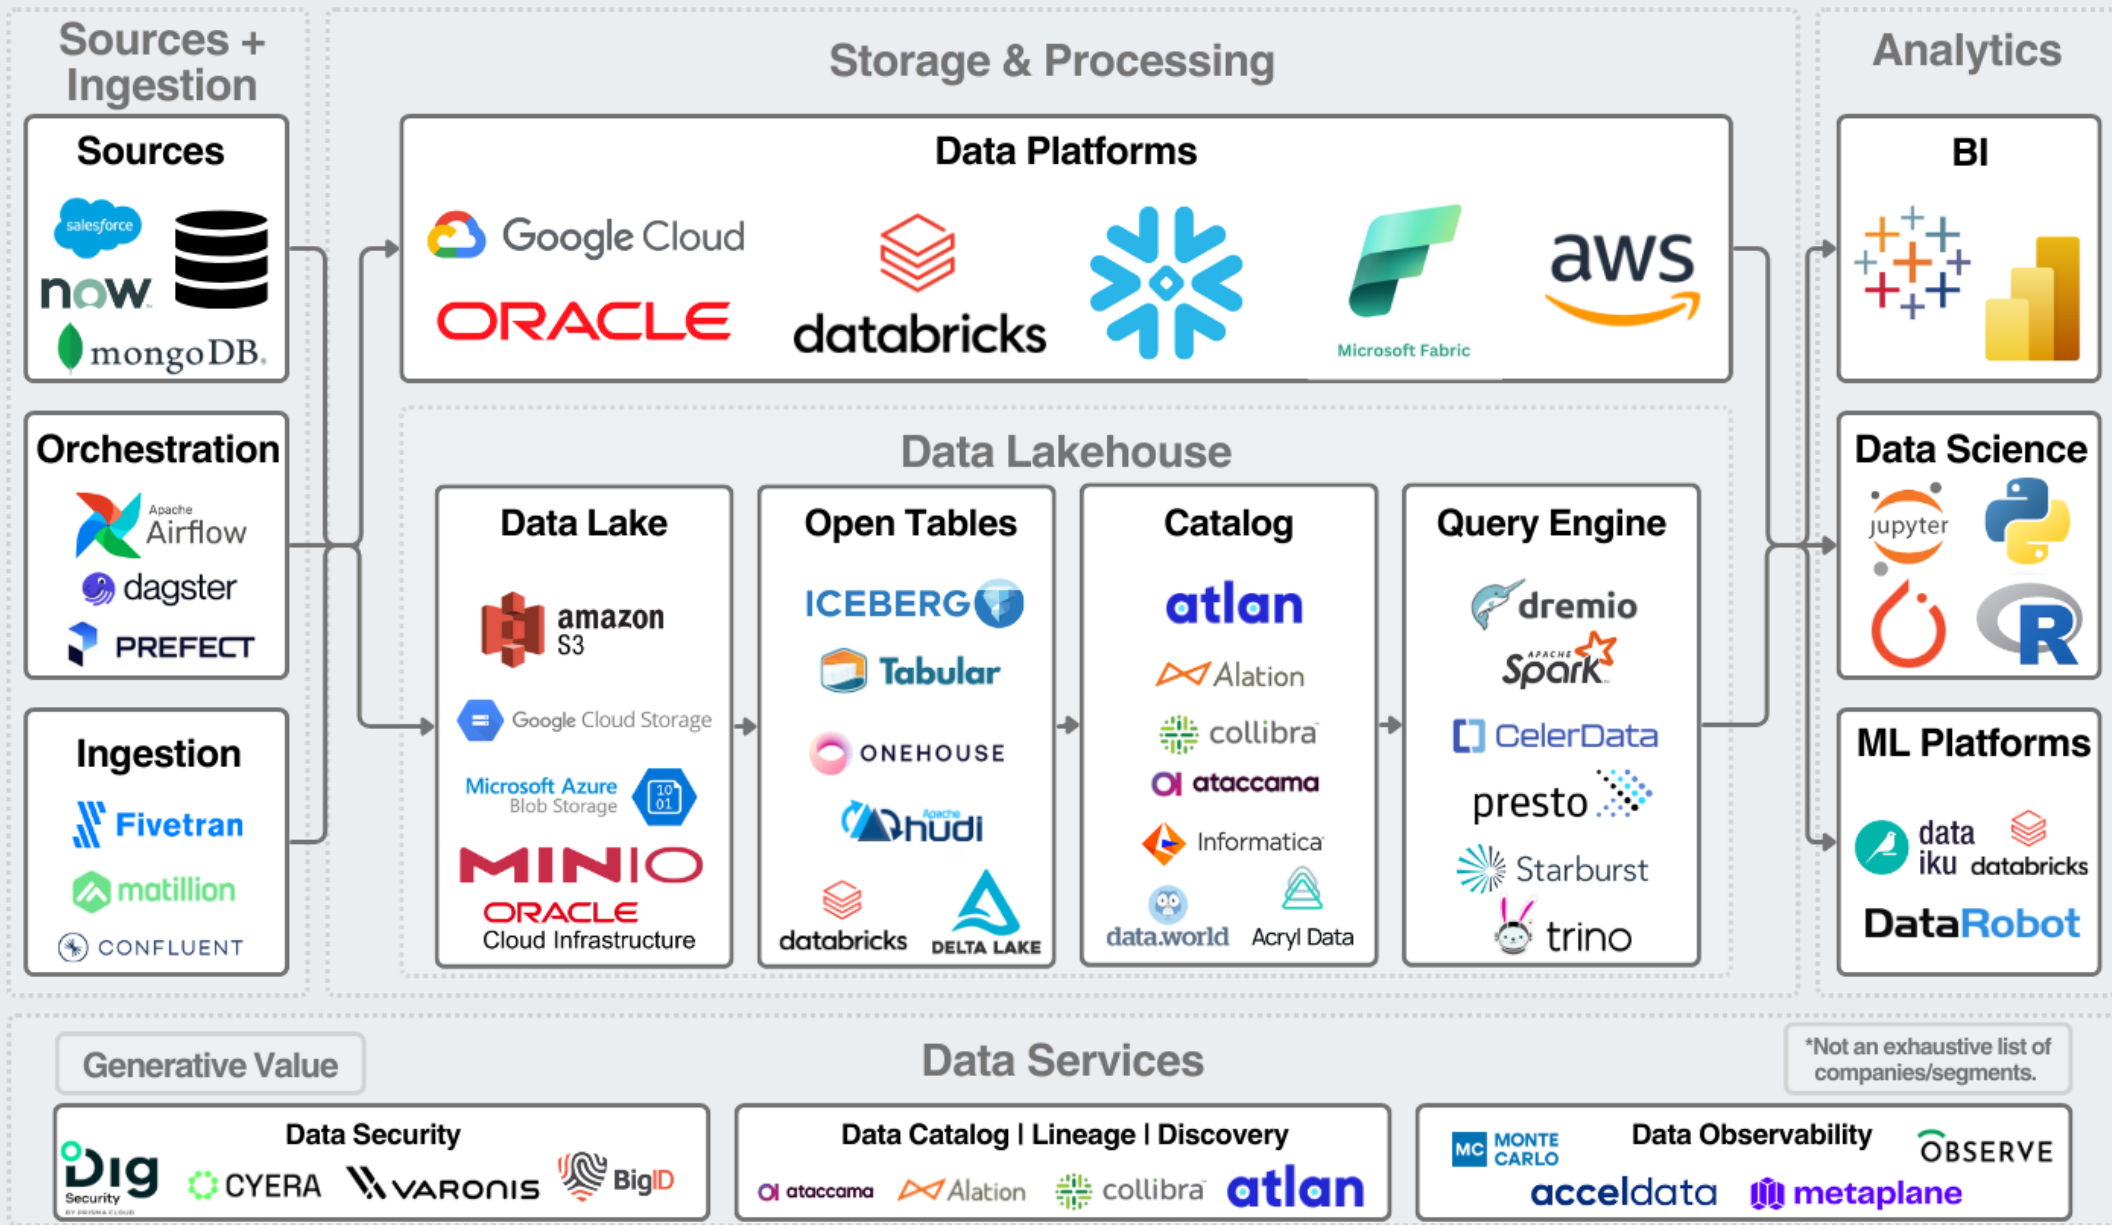 Sources +
Ingestion
Storage & Processing
Analytics
Sources
salesforce
now
mongoDB.
Orchestration
Apache
Airflow
dagster
PREFECT
Ingestion
Fivetran
matillion
CONFLUENT
Data Platforms
Google Cloud
ORACLE
databricks
Microsoft Fabric
aws
Data Lakehouse
Data Lake
amazon
S3
Google Cloud Storage
Microsoft Azure
Blob Storage
10
01
MINIO
ORACLE
Cloud Infrastructure
Open Tables
ICEBERG
Tabular
ONEHOUSE
Apache
hudi
databricks
DELTA LAKE
Catalog
atlan
Alation
collibra
ataccama
Informatica
data.world
Acryl Data
Query Engine
dremio
APACHE
Spark
CelerData
presto
Starburst
trino
BI
Data Science
jupyter
R
ML Platforms
data
iku
databricks
DataRobot
Generative Value
Data Services
*Not an exhaustive list of
companies/segments.
Data Security
Dig
Security
BY PRISMA CLOUD
CYERA
VARONIS
BigID
Data Catalog | Lineage | Discovery
ataccama
Alation
collibra
atlan
Data Observability
MC
MONTE
CARLO
OBSERVE
acceldata
metaplane